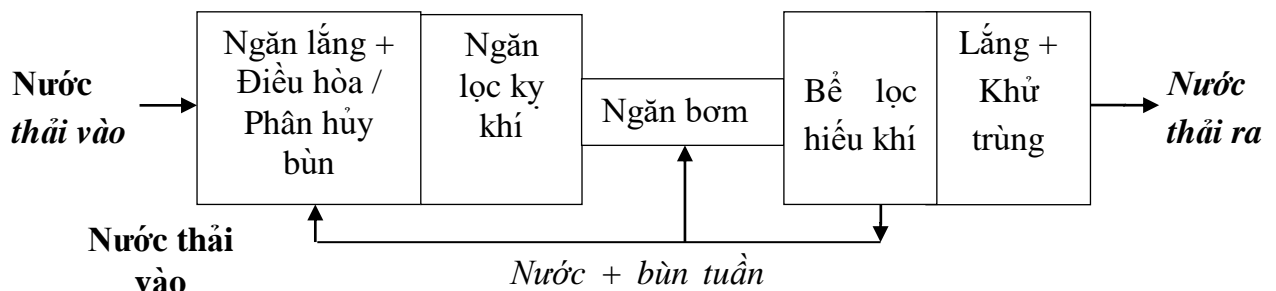 Nước
thải vào
Ngăn lắng +
Điều hòa /
Phân hủy
bùn
Ngăn
lọc kỵ
khí
Ngăn bơm
Bể lọc
hiếu khí
Lắng +
Khử
trùng
Nước
thải ra
Nước thải
vào
Nước + bùn tuần